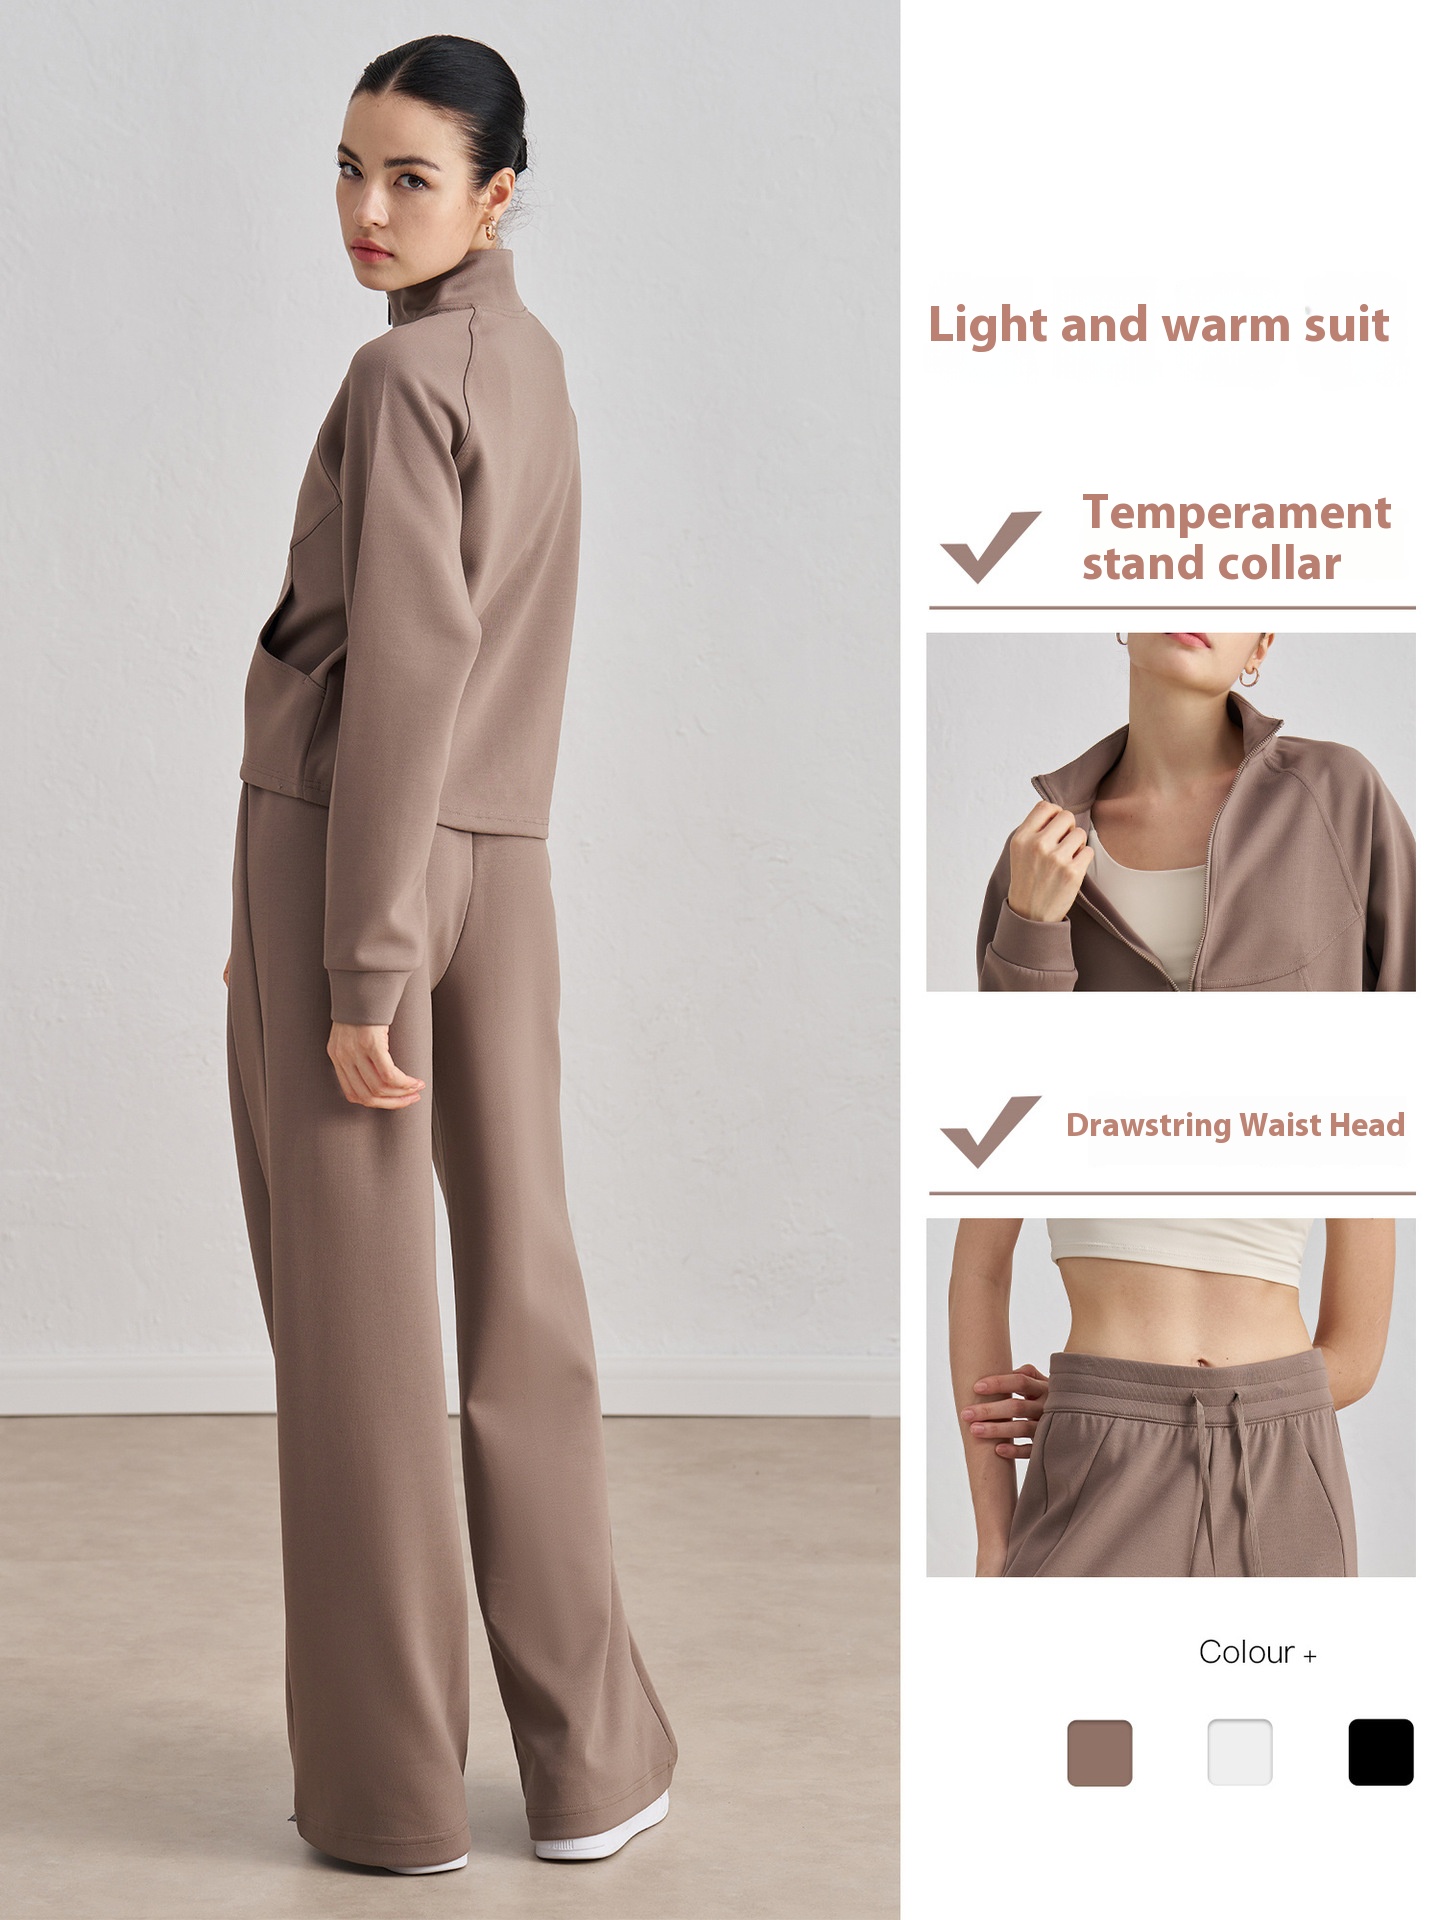 Light and warm suit
Temperament
stand collar
Drawstring Waist Head
Colour +